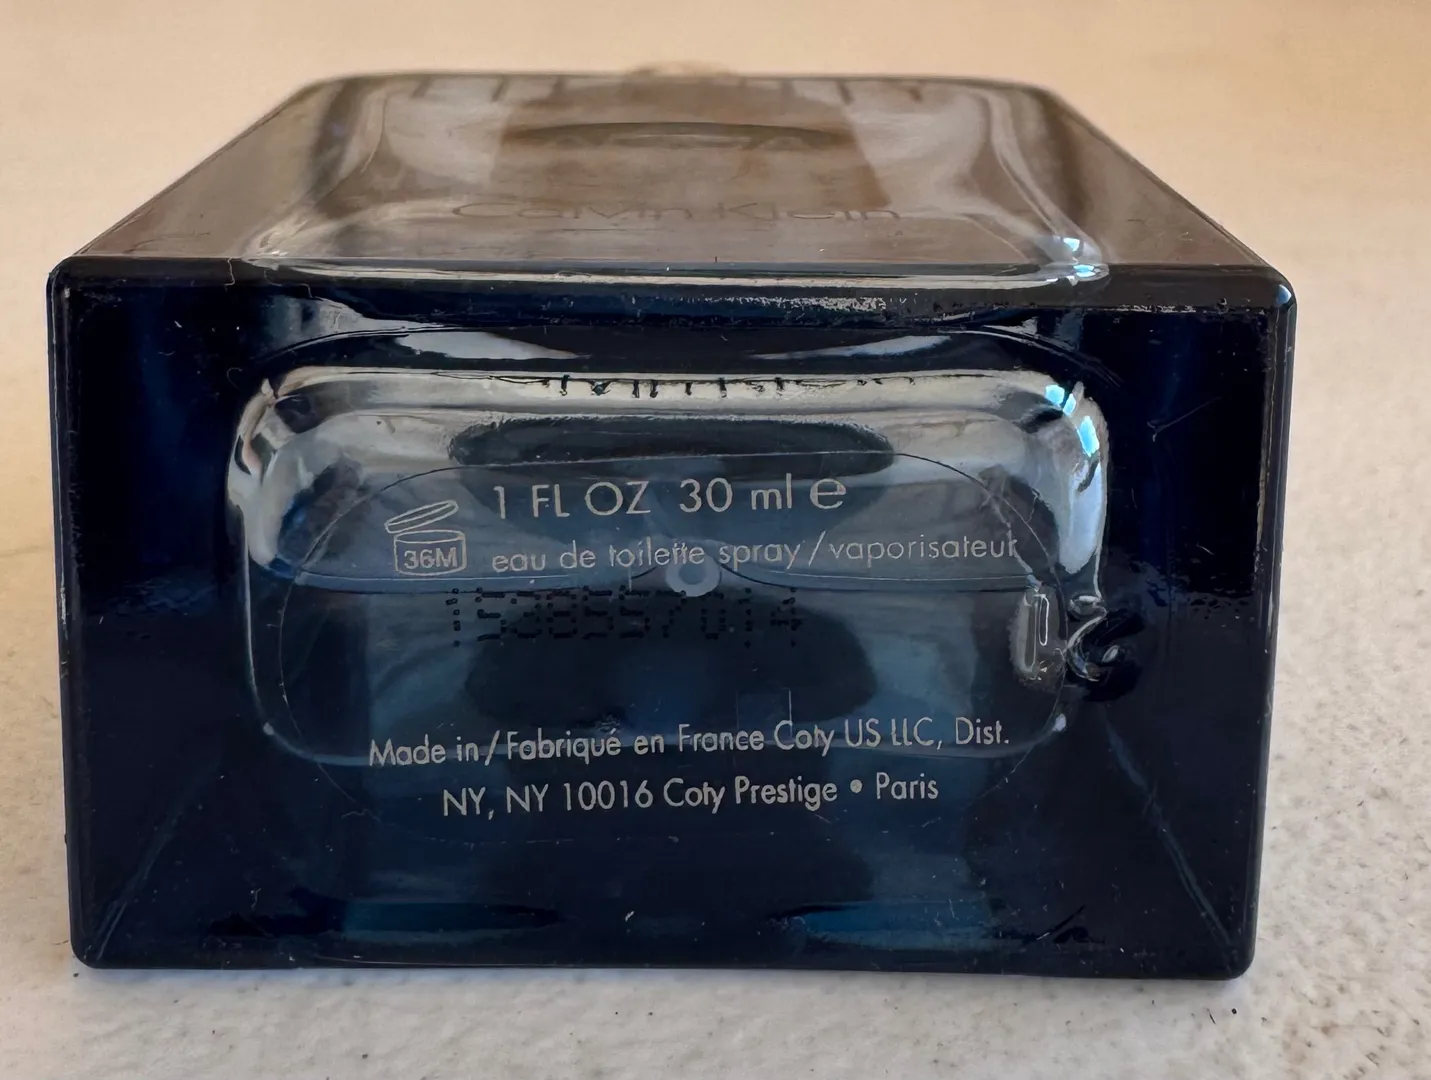 Calvin Klein
1 FL OZ 30 ml ℮
36M
eau de toilette spray/vaporisateur
Made in/Fabriqué en France Coty US LLC, Dist.
NY, NY 10016 Coty Prestige • Paris